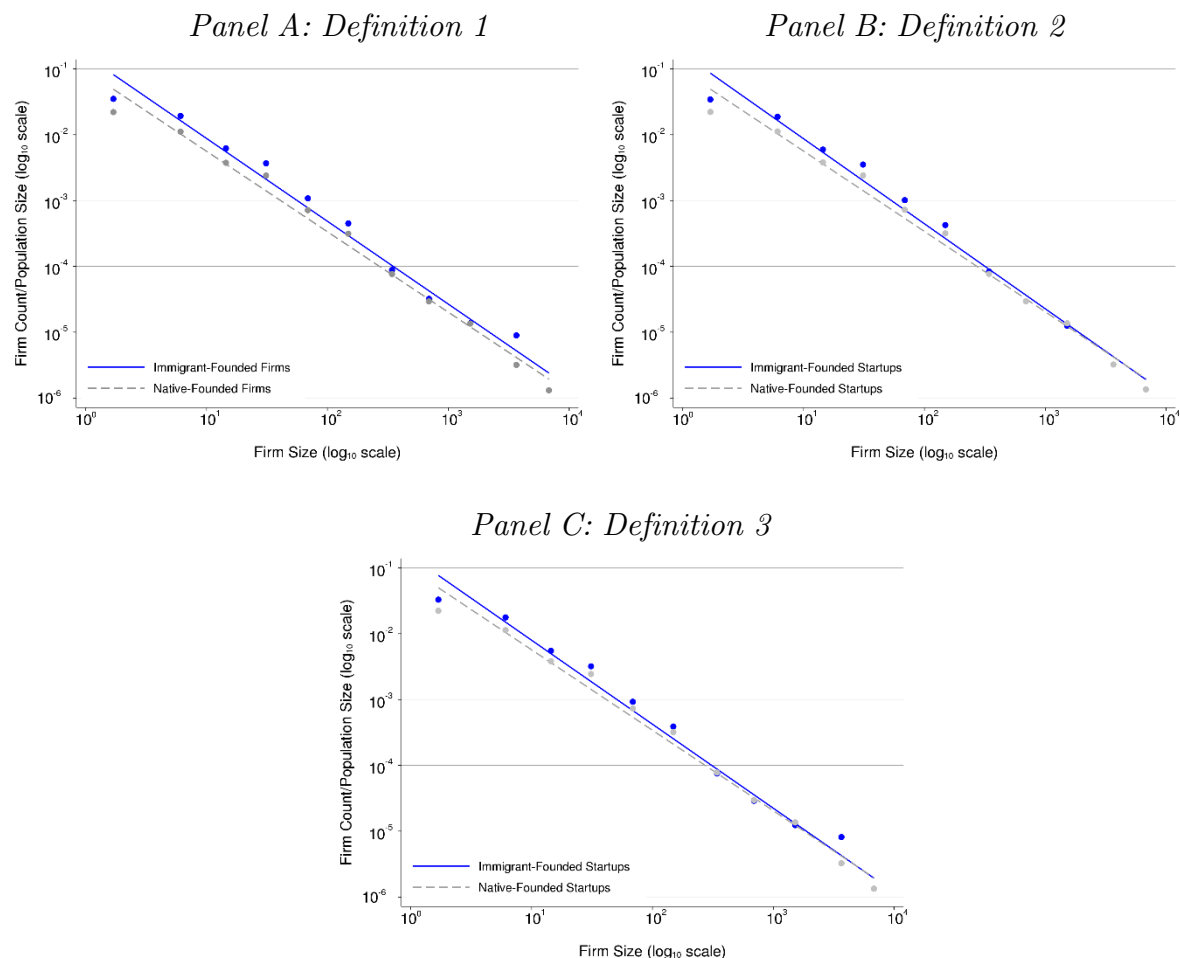 Panel A: Definition 1
Firm Count/Population Size (log₁₀ scale)
10⁻¹
10⁻²
10⁻³
10⁻⁴
10⁻⁵
10⁻⁶
Immigrant-Founded Firms
Native-Founded Firms
10⁰ 10¹ 10² 10³ 10⁴
Firm Size (log₁₀ scale)
Panel B: Definition 2
Firm Count/Population Size (log₁₀ scale)
10⁻¹
10⁻²
10⁻³
10⁻⁴
10⁻⁵
10⁻⁶
Immigrant-Founded Startups
Native-Founded Startups
10⁰ 10¹ 10² 10³ 10⁴
Firm Size (log₁₀ scale)
Panel C: Definition 3
Firm Count/Population Size (log₁₀ scale)
10⁻¹
10⁻²
10⁻³
10⁻⁴
10⁻⁵
10⁻⁶
Immigrant-Founded Startups
Native-Founded Startups
10⁰ 10¹ 10² 10³ 10⁴
Firm Size (log₁₀ scale)